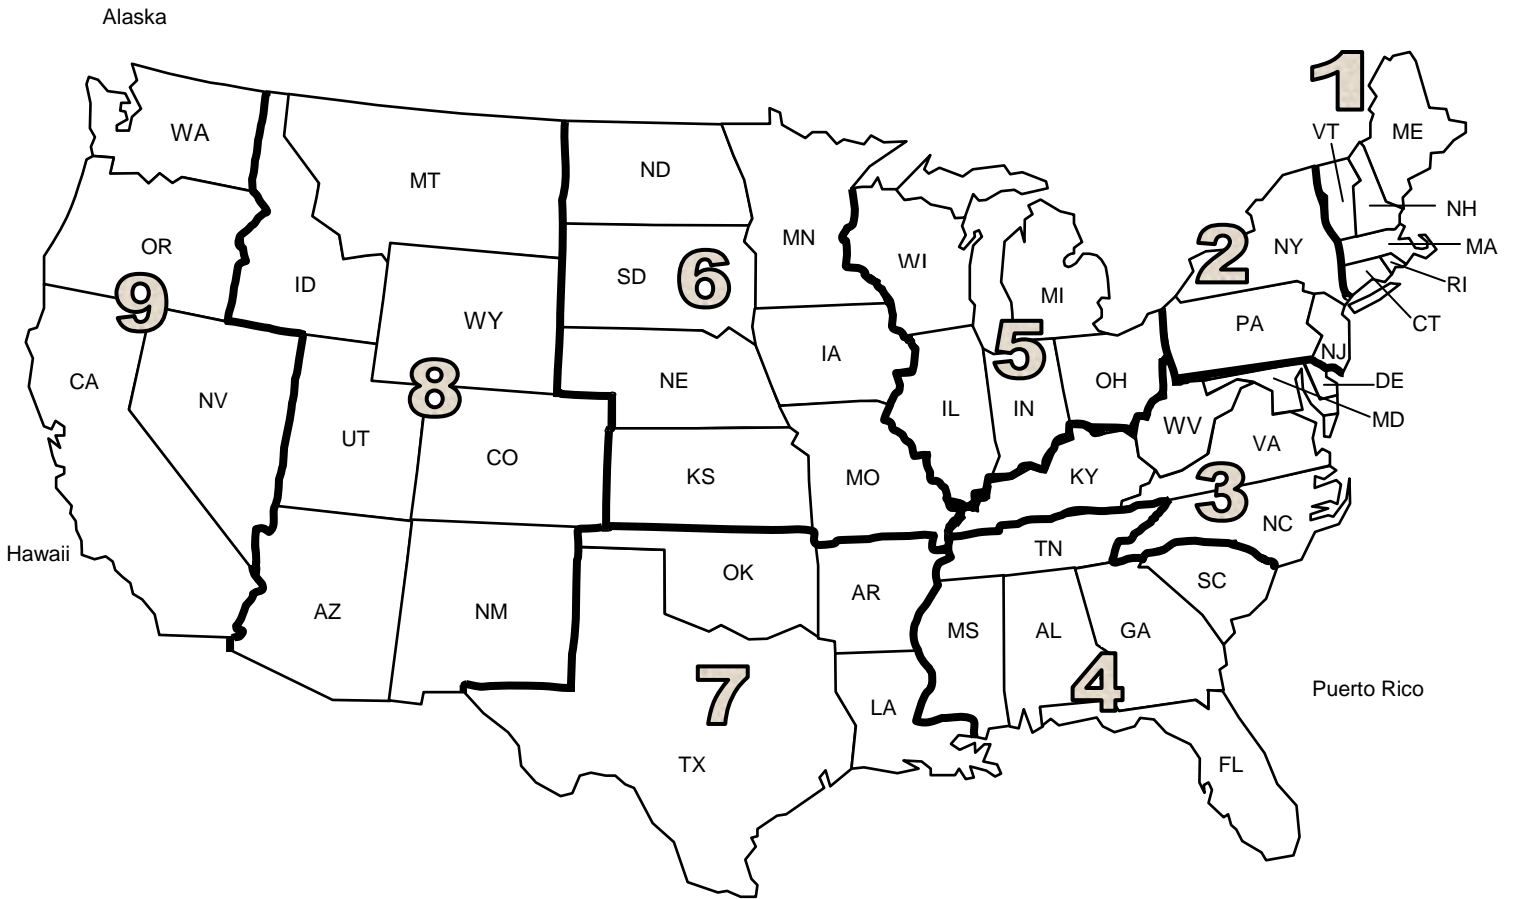 Alaska
1
WA
VT
ME
MT
ND
NH
MN
2
NY
MA
OR
WI
6
SD
ID
RI
MI
9
WY
PA
CT
5
NJ
IA
CA
8
NE
OH
DE
NV
IL
IN
MD
WV
UT
VA
CO
KS
MO
KY
3
NC
Hawaii
TN
OK
SC
AR
AZ
NM
MS
AL
GA
4
Puerto Rico
7
LA
TX
FL